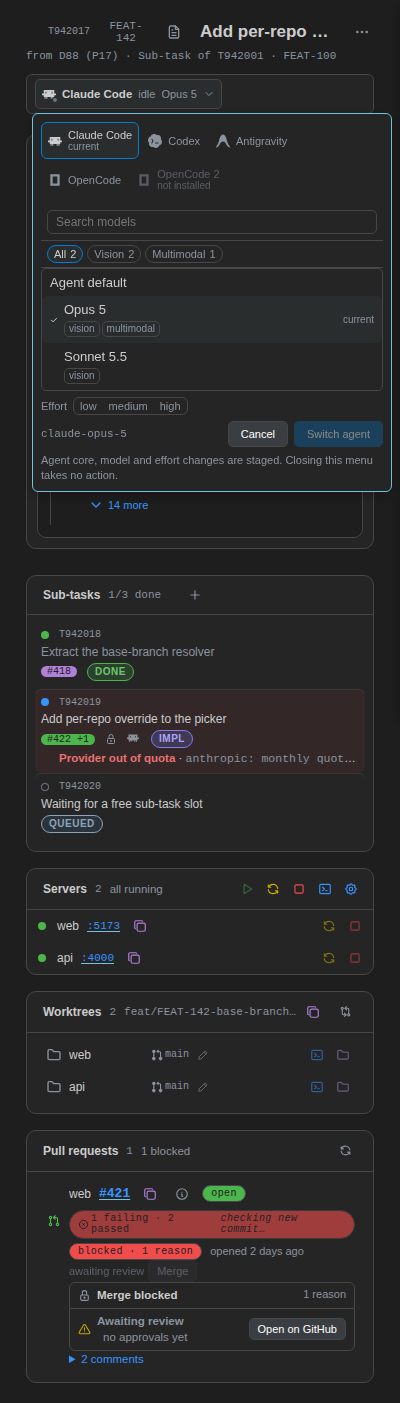 T942017
FEAT-142
Add per-repo …
from D88 (P17) · Sub-task of T942001 · FEAT-100
Claude Code idle Opus 5
Claude Code
current
Codex
Antigravity
OpenCode
OpenCode 2
not installed
Search models
All 2
Vision 2
Multimodal 1
Agent default
Opus 5
vision
multimodal
current
Sonnet 5.5
vision
Effort low medium high
claude-opus-5
Cancel
Switch agent
Agent core, model and effort changes are staged. Closing this menu
takes no action.
14 more
Sub-tasks 1/3 done
T942018
Extract the base-branch resolver
#418 DONE
T942019
Add per-repo override to the picker
#422 +1 IMPL
Provider out of quota · anthropic: monthly quot…
T942020
Waiting for a free sub-task slot
QUEUED
Servers 2 all running
web :5173
api :4000
Worktrees 2 feat/FEAT-142-base-branch…
web main
api main
Pull requests 1 1 blocked
web #421 open
1 failing · 2 passed
checking new commit…
blocked · 1 reason opened 2 days ago
awaiting review Merge
Merge blocked 1 reason
Awaiting review
no approvals yet
Open on GitHub
2 comments